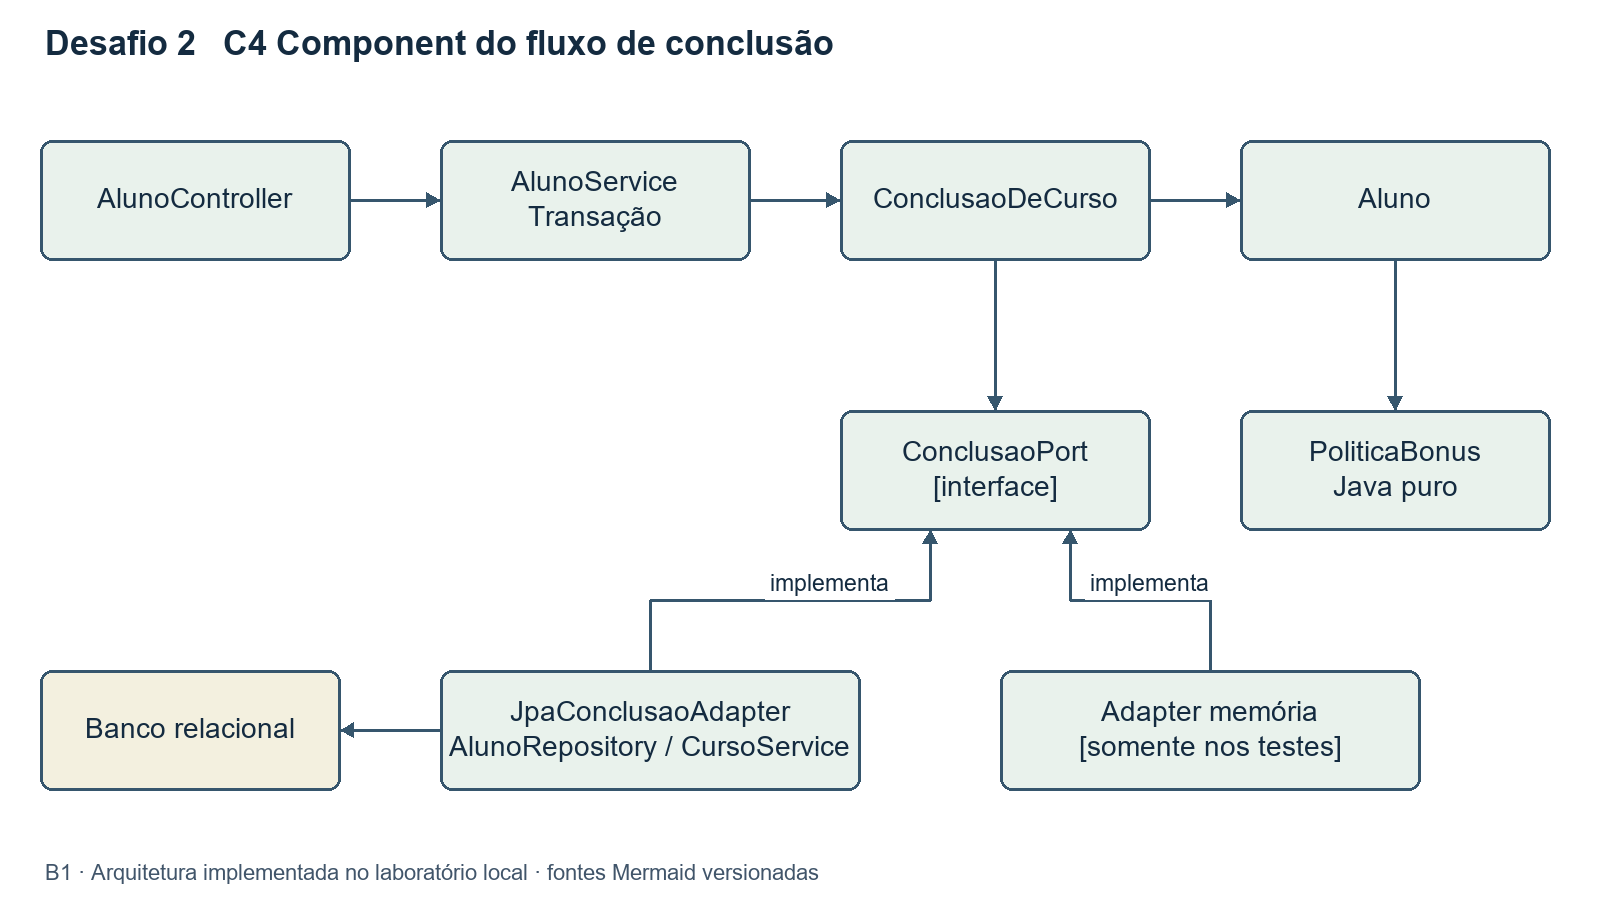 Desafio 2   C4 Component do fluxo de conclusão
AlunoController
AlunoService
Transação
ConclusaoDeCurso
Aluno
ConclusaoPort
[interface]
PoliticaBonus
Java puro
implementa
implementa
Banco relacional
JpaConclusaoAdapter
AlunoRepository / CursoService
Adapter memória
[somente nos testes]
B1 · Arquitetura implementada no laboratório local · fontes Mermaid versionadas